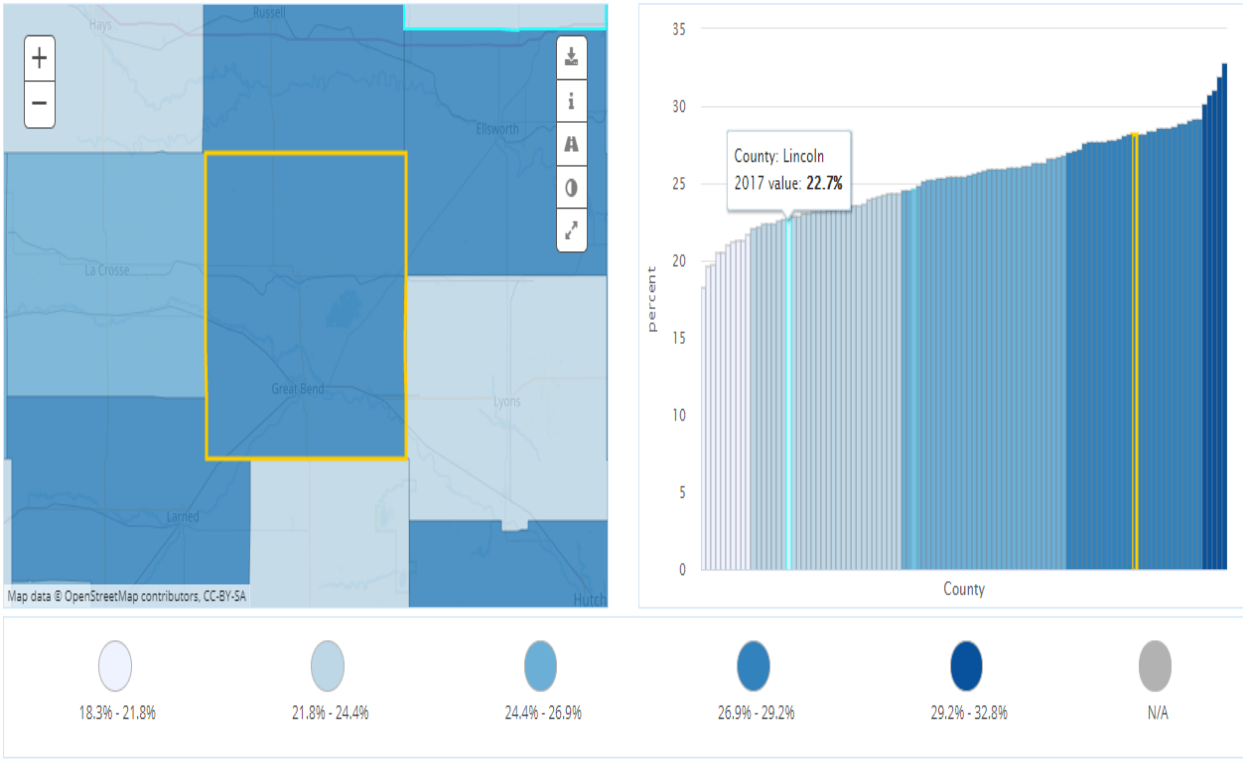 Hays
Russell
+
−
i
Ellsworth
La Crosse
Great Bend
Lyons
Larned
Hutch
Map data © OpenStreetMap contributors, CC-BY-SA
35
30
25
20
15
10
5
0
percent
County: Lincoln
2017 value: 22.7%
County
18.3% - 21.8%
21.8% - 24.4%
24.4% - 26.9%
26.9% - 29.2%
29.2% - 32.8%
N/A